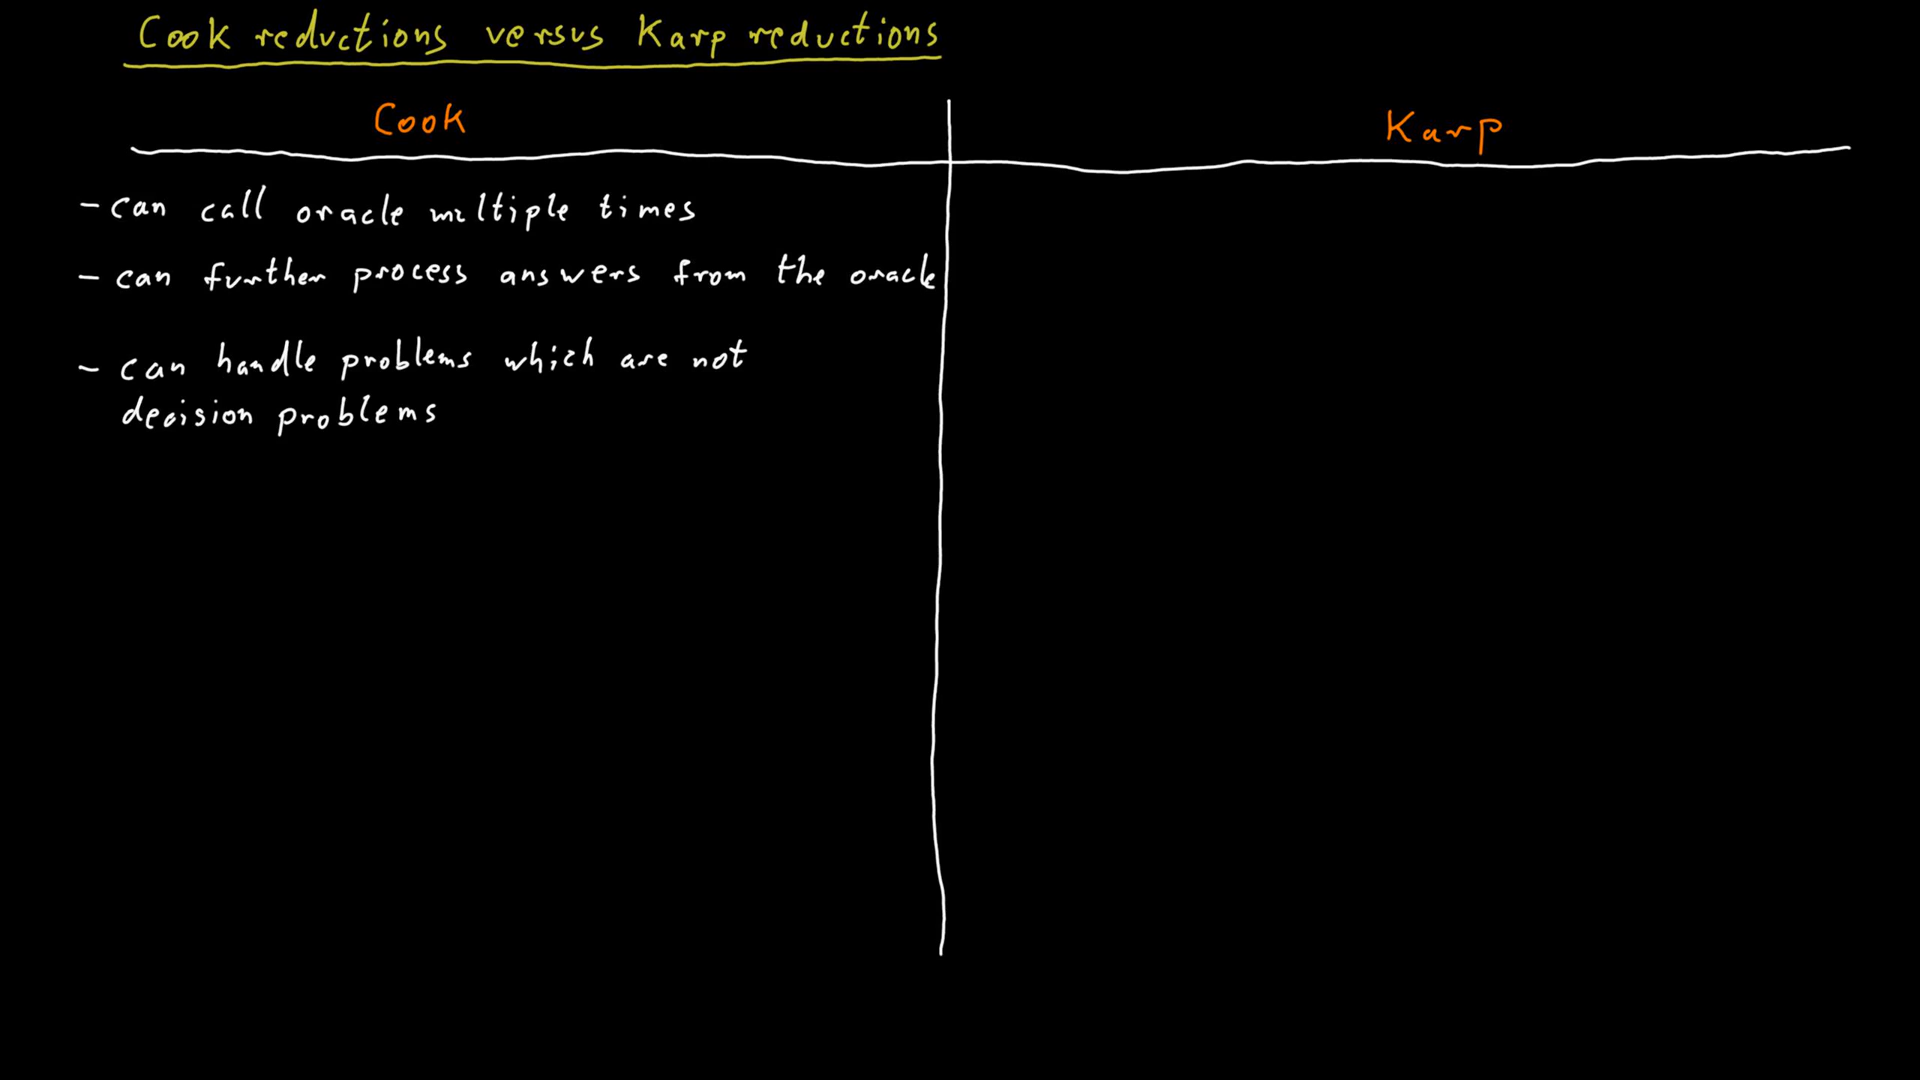 Cook reductions versus Karp reductions
Cook
Karp
- can call oracle multiple times
- can further process answers from the oracle
- can handle problems which are not
decision problems